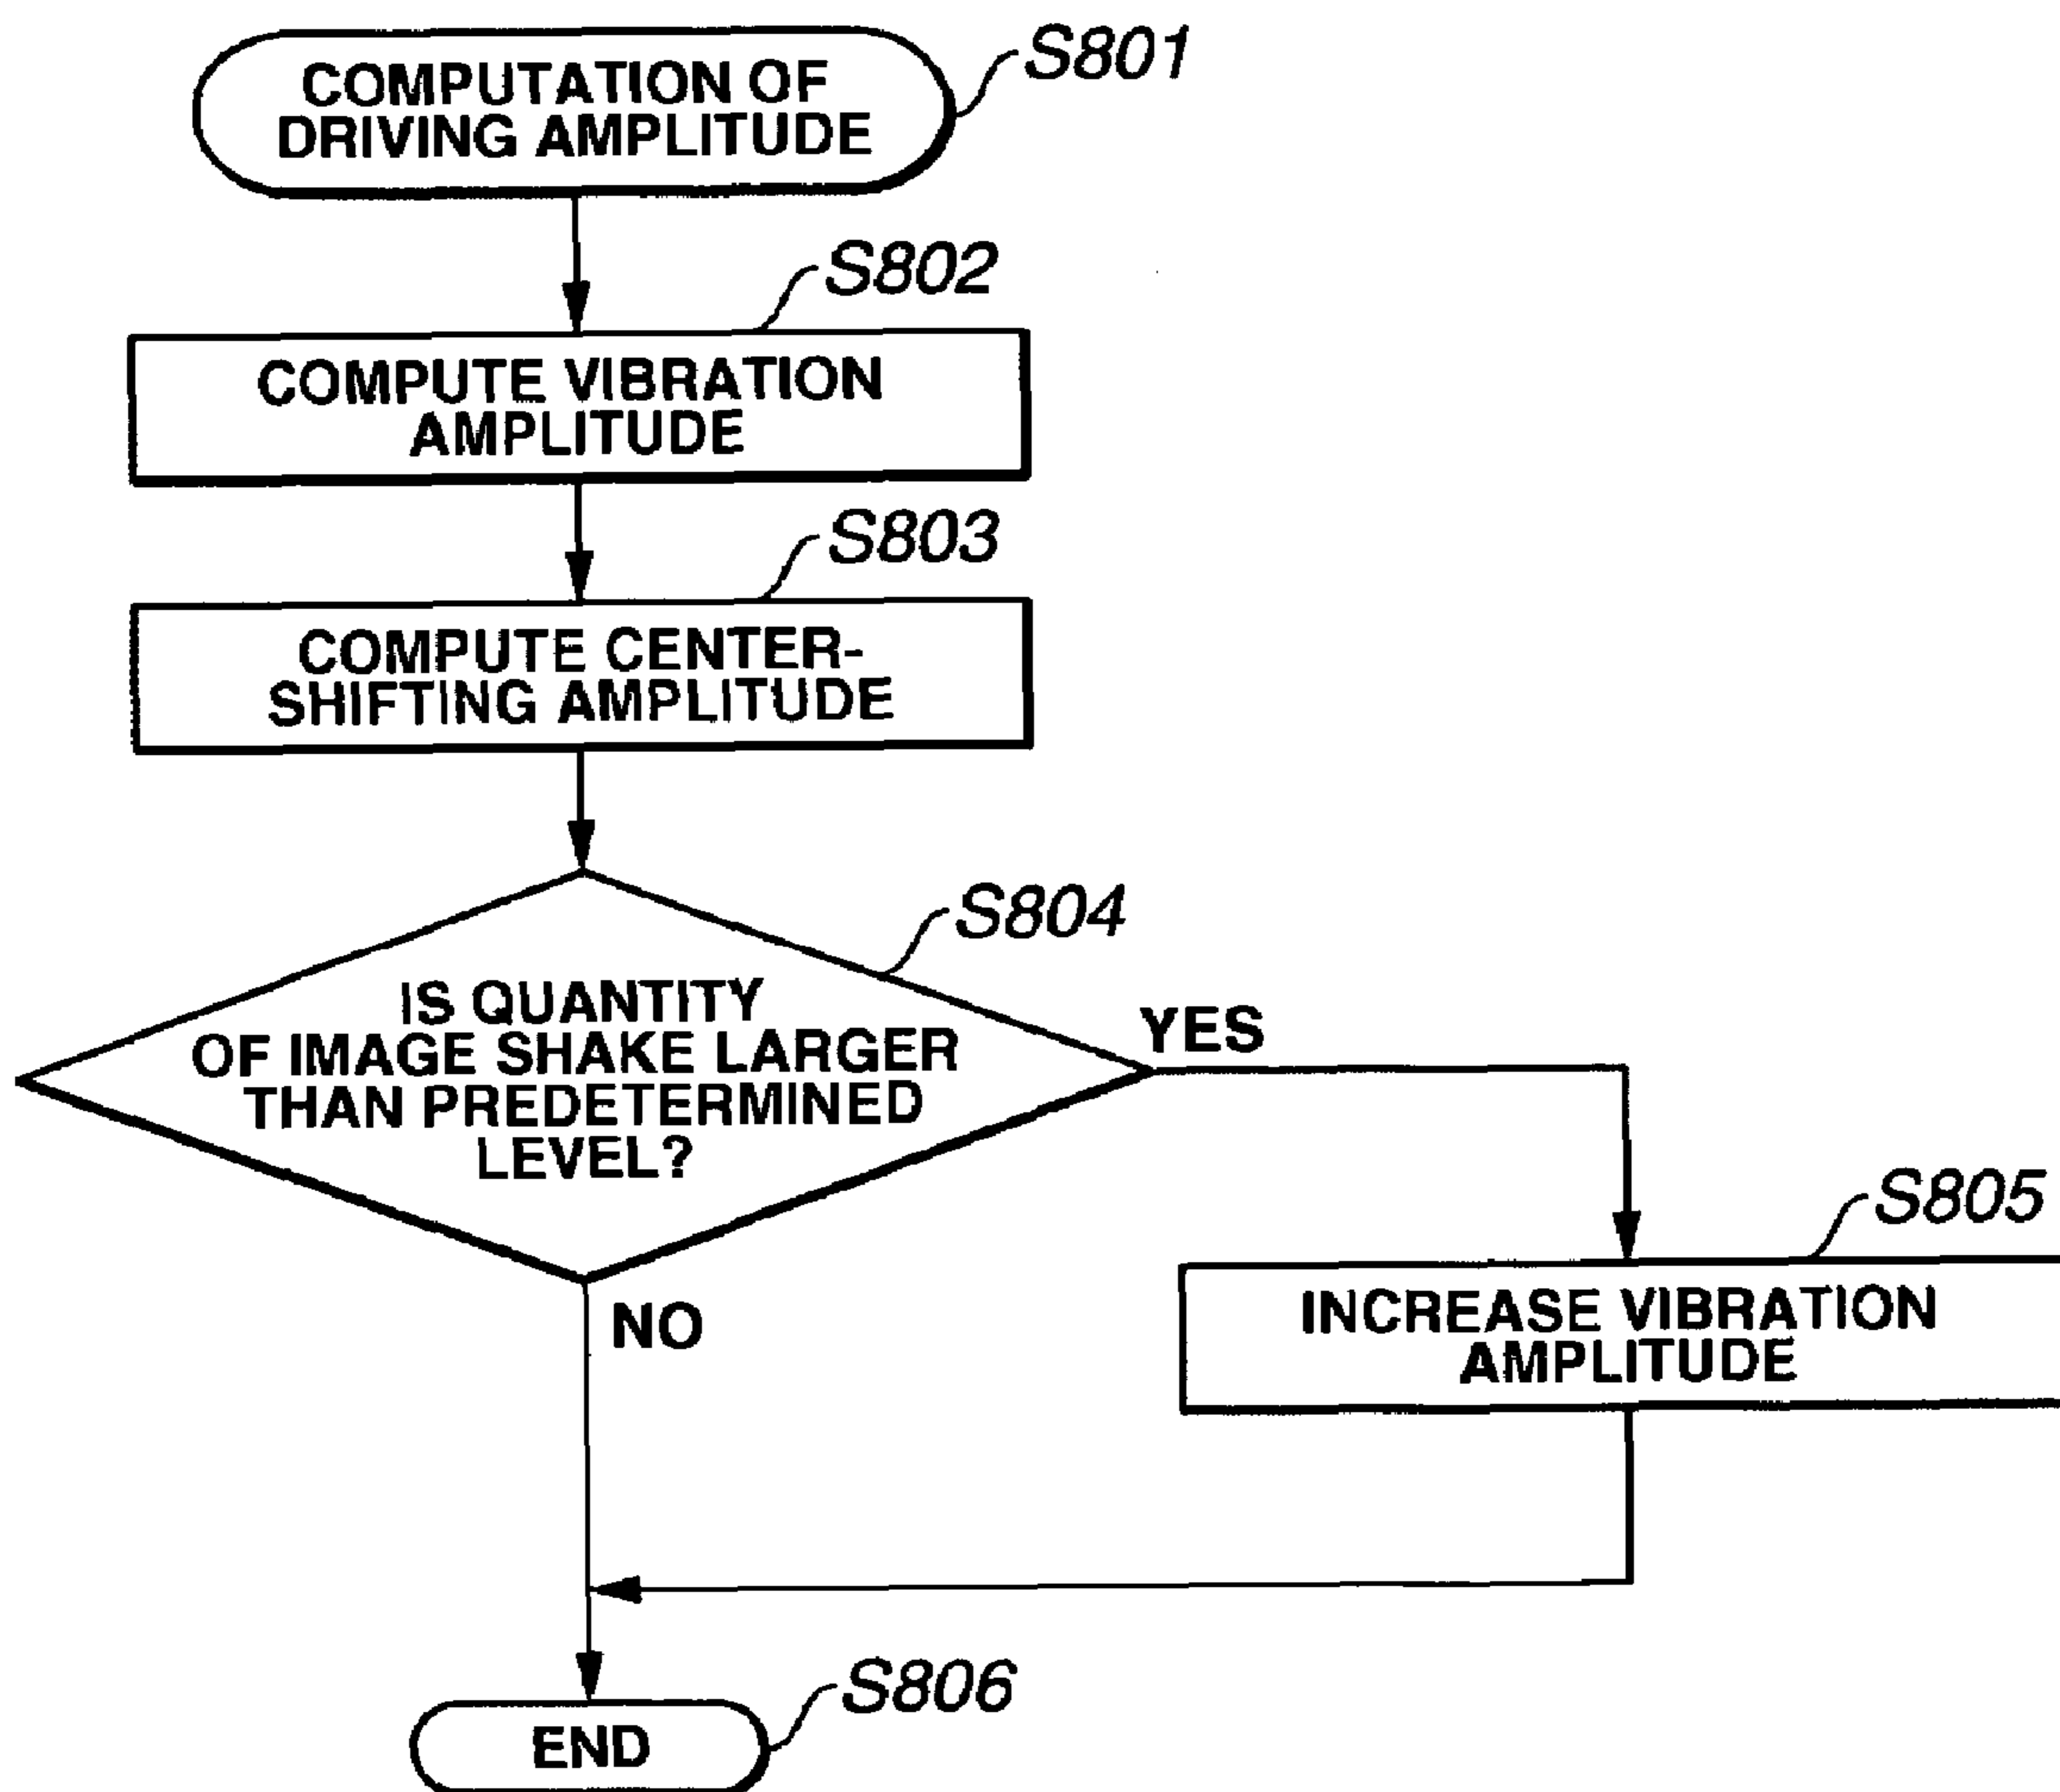 COMPUTATION OF
DRIVING AMPLITUDE
S801
S802
COMPUTE VIBRATION
AMPLITUDE
S803
COMPUTE CENTER-
SHIFTING AMPLITUDE
S804
IS QUANTITY
OF IMAGE SHAKE LARGER
THAN PREDETERMINED
LEVEL?
YES
NO
S805
INCREASE VIBRATION
AMPLITUDE
S806
END